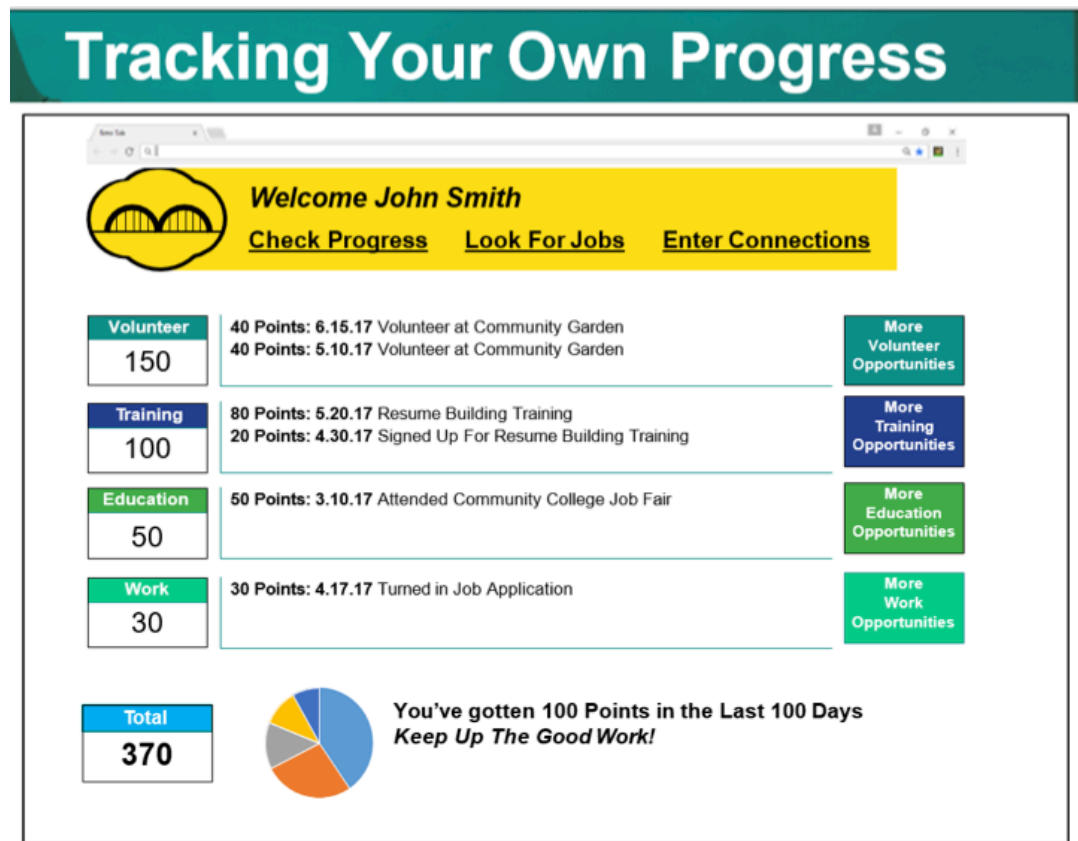 Tracking Your Own Progress
Welcome John Smith
Check Progress Look For Jobs Enter Connections
Volunteer
150
40 Points: 6.15.17 Volunteer at Community Garden
40 Points: 5.10.17 Volunteer at Community Garden
More
Volunteer
Opportunities
Training
100
80 Points: 5.20.17 Resume Building Training
20 Points: 4.30.17 Signed Up For Resume Building Training
More
Training
Opportunities
Education
50
50 Points: 3.10.17 Attended Community College Job Fair
More
Education
Opportunities
Work
30
30 Points: 4.17.17 Turned in Job Application
More
Work
Opportunities
Total
370
You've gotten 100 Points in the Last 100 Days
Keep Up The Good Work!